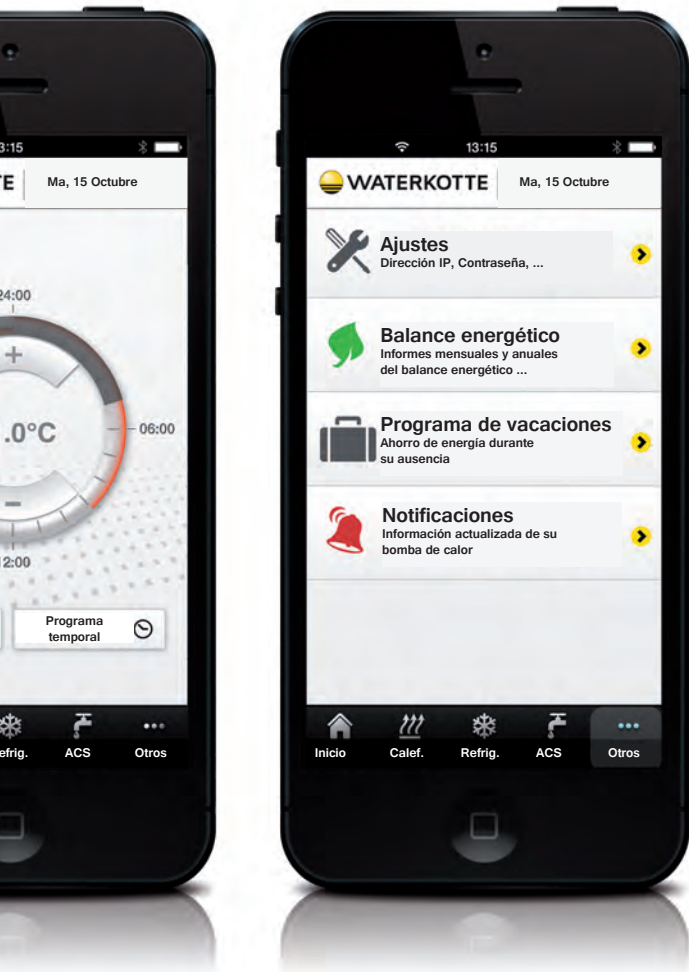 3:15
TE
Ma, 15 Octubre
24:00
+
.0°C
06:00
−
2:00
Programa
temporal
efrig.
ACS
Otros
13:15
WATERKOTTE
Ma, 15 Octubre
Ajustes
Dirección IP, Contraseña, ...
Balance energético
Informes mensuales y anuales
del balance energético ...
Programa de vacaciones
Ahorro de energía durante
su ausencia
Notificaciones
Información actualizada de su
bomba de calor
Inicio
Calef.
Refrig.
ACS
Otros